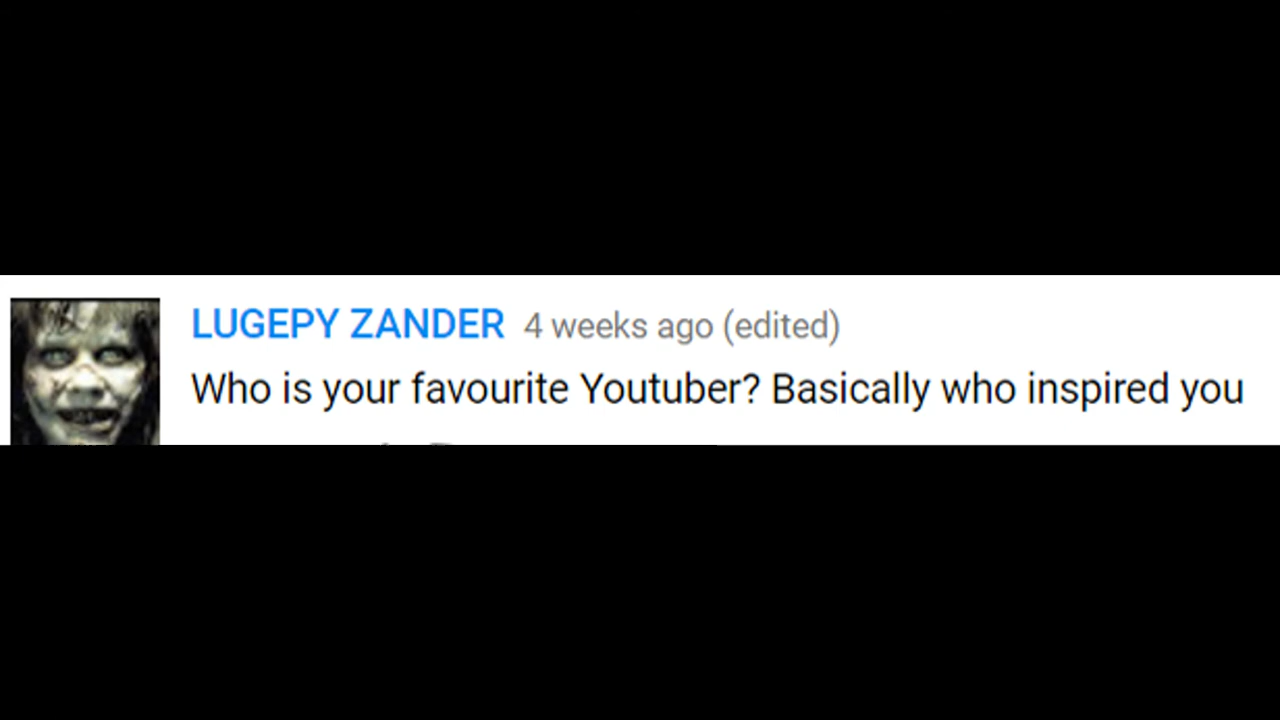 LUGEPY ZANDER 4 weeks ago (edited)
Who is your favourite Youtuber? Basically who inspired you